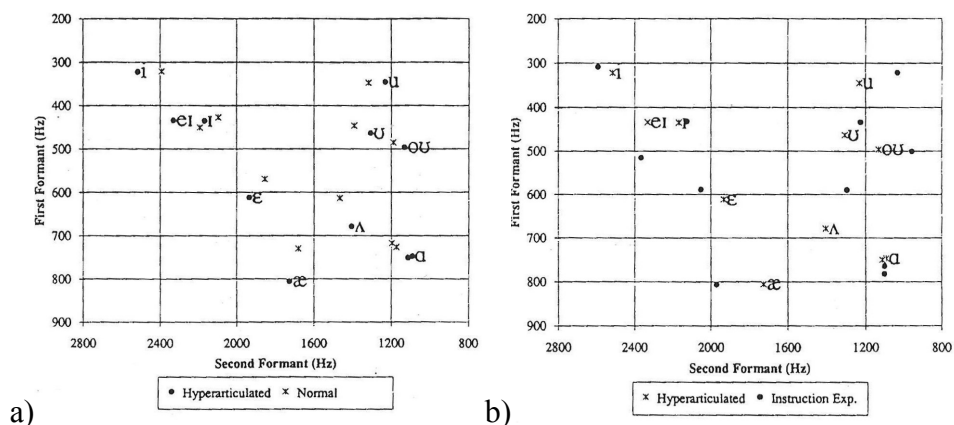 200
300
400
500
600
700
800
900
First Formant (Hz)
i
eɪ
ɪ
ɛ
æ
u
ʊ
oʊ
ʌ
ɑ
2800 2400 2000 1600 1200 800
Second Formant (Hz)
● Hyperarticulated × Normal
a)
200
300
400
500
600
700
800
900
First Formant (Hz)
i
eɪ
ɪ
ɛ
æ
u
ʊ
oʊ
ʌ
ɑ
2800 2400 2000 1600 1200 800
Second Formant (Hz)
× Hyperarticulated ● Instruction Exp.
b)